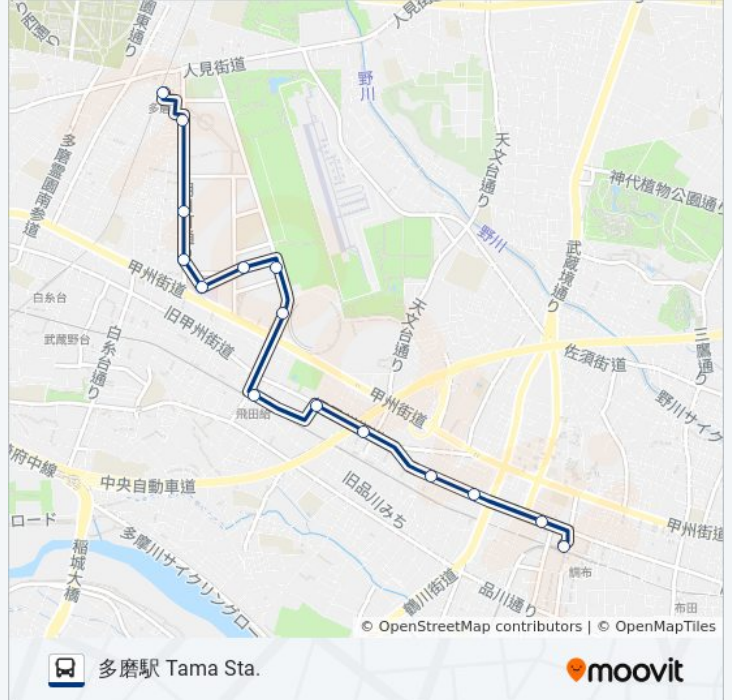 人見街道
野川
多磨霊園南参道
天文台通り
神代植物公園通り
野川
武蔵境通り
甲州街道
白糸台
旧甲州街道
武蔵野台
白糸台通り
天文台通り
佐須街道
三鷹通り
甲州街道
飛田給
野川サイク
中央自動車道
旧品川みち
甲州街道
ロード
多摩川サイクリングロー
稲城大橋
鶴川街道
品川通り
調布
布田
© OpenStreetMap contributors | © OpenMapTiles
多磨駅 Tama Sta.
moovit